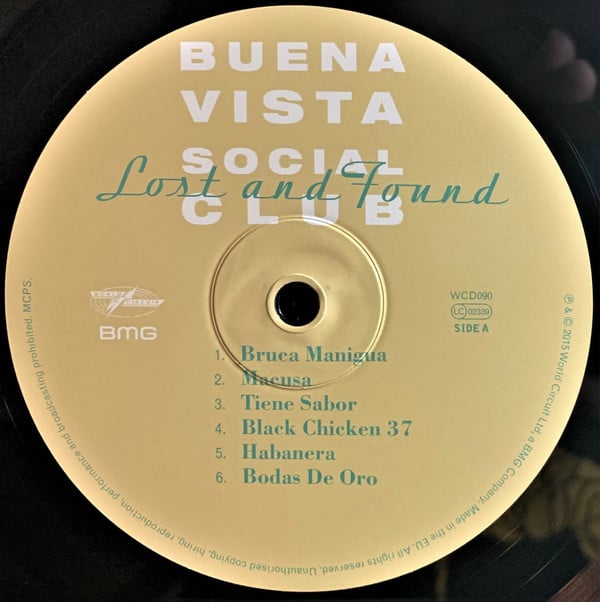 BUENA
VISTA
SOCIAL
CLUB
Lost and Found
WORLD CIRCUIT
BMG
WCD090
LC 02339
SIDE A
1. Bruca Manigua
2. Macusa
3. Tiene Sabor
4. Black Chicken 37
5. Habanera
6. Bodas De Oro
℗ & © 2015 World Circuit Ltd, a BMG Company. Made in the EU. All rights reserved. Unauthorised copying, hiring, reproduction, performance and broadcasting prohibited. MCPS.